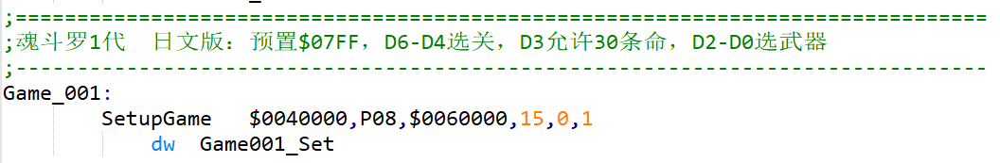 ;==============================================================================
;魂斗罗1代  日文版：预置$07FF，D6-D4选关，D3允许30条命，D2-D0选武器
;------------------------------------------------------------------------------
Game_001:
        SetupGame   $0040000,P08,$0060000,15,0,1
            dw  Game001_Set